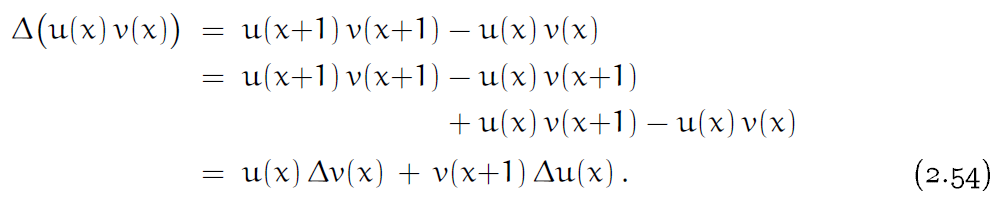 Δ(u(x) v(x)) = u(x+1) v(x+1) − u(x) v(x)
= u(x+1) v(x+1) − u(x) v(x+1)
+ u(x) v(x+1) − u(x) v(x)
= u(x) Δv(x) + v(x+1) Δu(x) . (2.54)